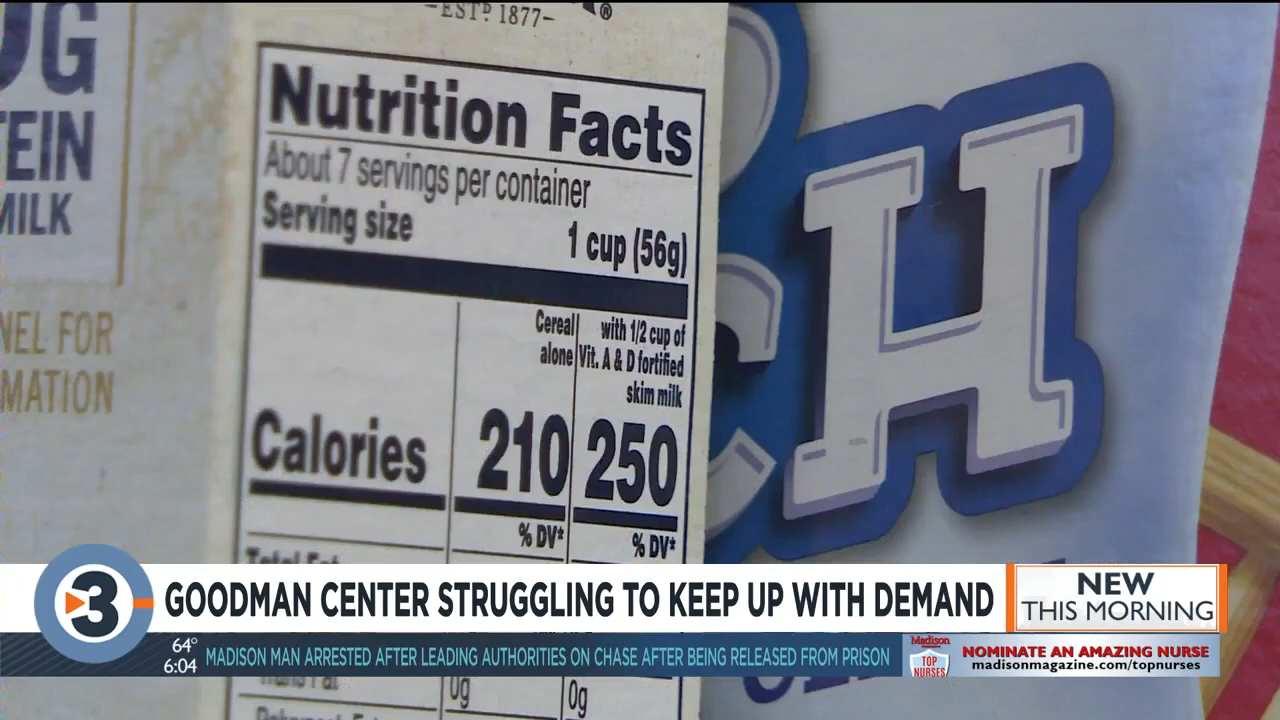 -ESTD 1877-
®
UG
TEIN
MILK
NEL FOR
MATION
Nutrition Facts
About 7 servings per container
Serving size
1 cup (56g)
Cereal alone
with 1/2 cup of
Vit. A & D fortified
skim milk
Calories 210 250
% DV* % DV*
Total Fat
CH
3
GOODMAN CENTER STRUGGLING TO KEEP UP WITH DEMAND
NEW
THIS MORNING
64°
6:04
MADISON MAN ARRESTED AFTER LEADING AUTHORITIES ON CHASE AFTER BEING RELEASED FROM PRISON
Madison
TOP
NURSES
NOMINATE AN AMAZING NURSE
madisonmagazine.com/topnurses
Trans Fat 0g 0g